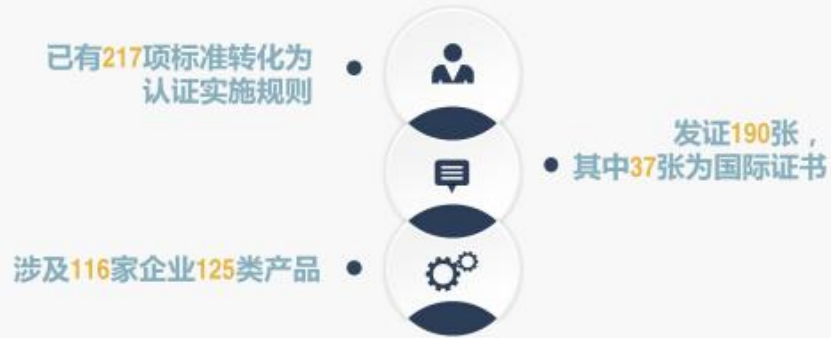 已有217项标准转化为
认证实施规则
发证190张，
其中37张为国际证书
涉及116家企业125类产品